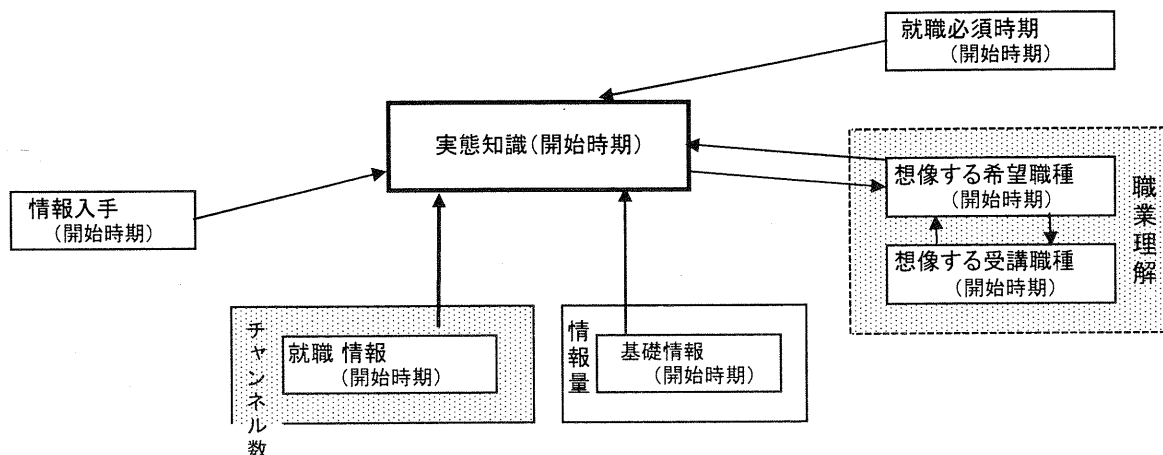 就職必須時期
(開始時期)
実態知識(開始時期)
想像する希望職種
(開始時期)
想像する受講職種
(開始時期)
職業理解
情報入手
(開始時期)
チャンネル数
就職 情報
(開始時期)
情報量
基礎情報
(開始時期)